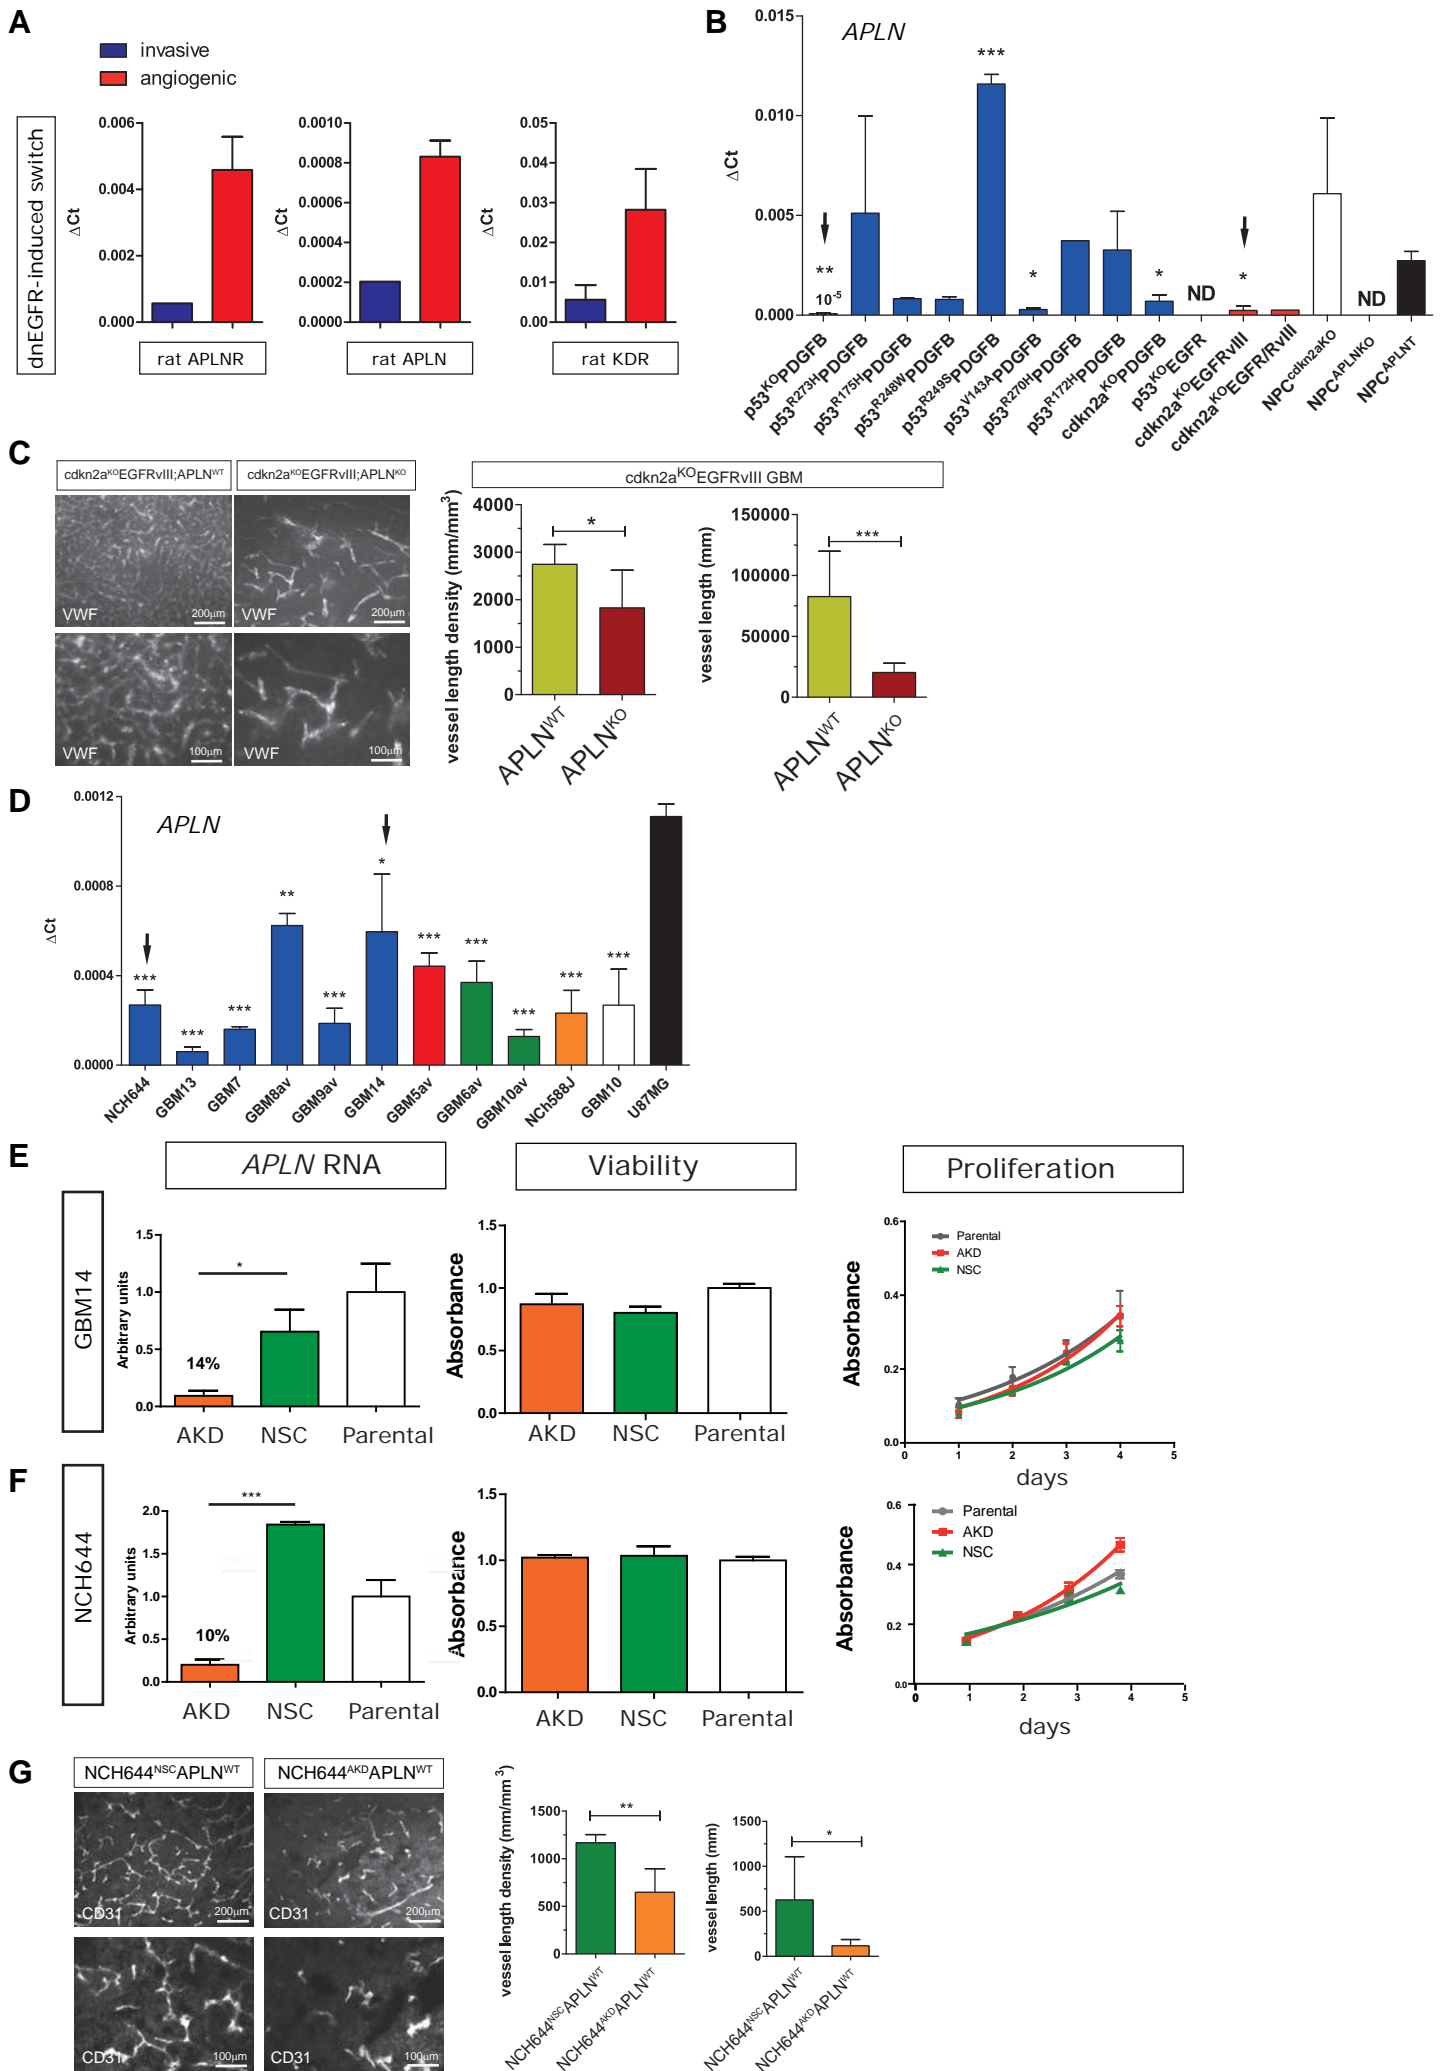 A
invasive
angiogenic
dnEGFR-induced switch
ΔCt
0.006
0.004
0.002
0.000
rat APLNR
ΔCt
0.0010
0.0008
0.0006
0.0004
0.0002
0.0000
rat APLN
ΔCt
0.05
0.04
0.03
0.02
0.01
0.00
rat KDR
B
APLN
ΔCt
0.015
0.010
0.005
0.000
**
10⁻⁵
***
*
*
ND
*
ND
p53ᴷᴼPDGFB
p53ᴿ²⁷³ᴴPDGFB
p53ᴿ¹⁷⁵ᴴPDGFB
p53ᴿ²⁴⁸ᵂPDGFB
p53ᴿ²⁴⁹ˢPDGFB
p53ⱽ¹⁴³ᴬPDGFB
p53ᴿ²⁷⁰ᴴPDGFB
p53ᴿ¹⁷²ᴴPDGFB
cdkn2aᴷᴼPDGFB
p53ᴷᴼEGFR
cdkn2aᴷᴼEGFRvIII
cdkn2aᴷᴼEGFR/RvIII
NPCᶜᵈᵏⁿ²ᵃᴷᴼ
NPCᴬᴾᴸᴺᴷᴼ
NPCᴬᴾᴸᴺᵀ
C
cdkn2aᴷᴼEGFRvIII;APLNᵂᵀ
cdkn2aᴷᴼEGFRvIII;APLNᴷᴼ
VWF 200μm
VWF 200μm
VWF 100μm
VWF 100μm
cdkn2aᴷᴼEGFRvIII GBM
vessel length density (mm/mm³)
4000
3000
2000
1000
0
*
APLNᵂᵀ
APLNᴷᴼ
vessel length (mm)
150000
100000
50000
0
***
APLNᵂᵀ
APLNᴷᴼ
D
APLN
ΔCt
0.0012
0.0008
0.0004
0.0000
***
***
***
**
***
*
***
***
***
***
***
NCH644
GBM13
GBM7
GBM8av
GBM9av
GBM14
GBM5av
GBM6av
GBM10av
NCh588J
GBM10
U87MG
E
APLN RNA
Viability
Proliferation
GBM14
Arbitrary units
1.5
1.0
0.5
0.0
*
14%
AKD NSC Parental
Absorbance
1.5
1.0
0.5
0.0
AKD NSC Parental
Absorbance
0.6
0.4
0.2
0.0
Parental
AKD
NSC
0 1 2 3 4 5
days
F
NCH644
Arbitrary units
2.0
1.5
1.0
0.5
0.0
***
10%
AKD NSC Parental
Absorbance
1.5
1.0
0.5
0.0
AKD NSC Parental
Absorbance
0.6
0.4
0.2
0.0
Parental
AKD
NSC
0 1 2 3 4 5
days
G
NCH644ᴺˢᶜAPLNᵂᵀ
NCH644ᴬᴷᴰAPLNᵂᵀ
CD31 200μm
CD31 200μm
CD31 100μm
CD31 100μm
vessel length density (mm/mm³)
1500
1000
500
0
**
NCH644ᴺˢᶜAPLNᵂᵀ
NCH644ᴬᴷᴰAPLNᵂᵀ
vessel length (mm)
1500
1000
500
0
*
NCH644ᴺˢᶜAPLNᵂᵀ
NCH644ᴬᴷᴰAPLNᵂᵀ